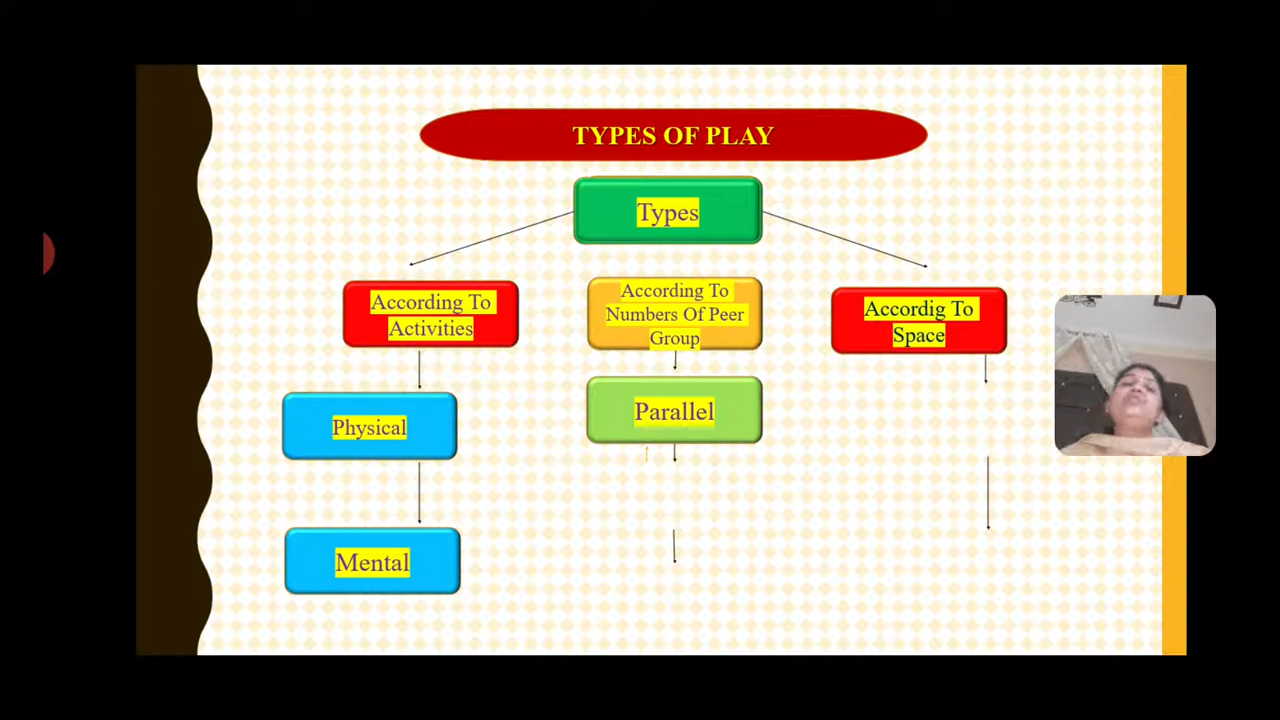 TYPES OF PLAY
Types
According To
Activities
According To
Numbers Of Peer
Group
Accordig To
Space
Physical
Parallel
Mental